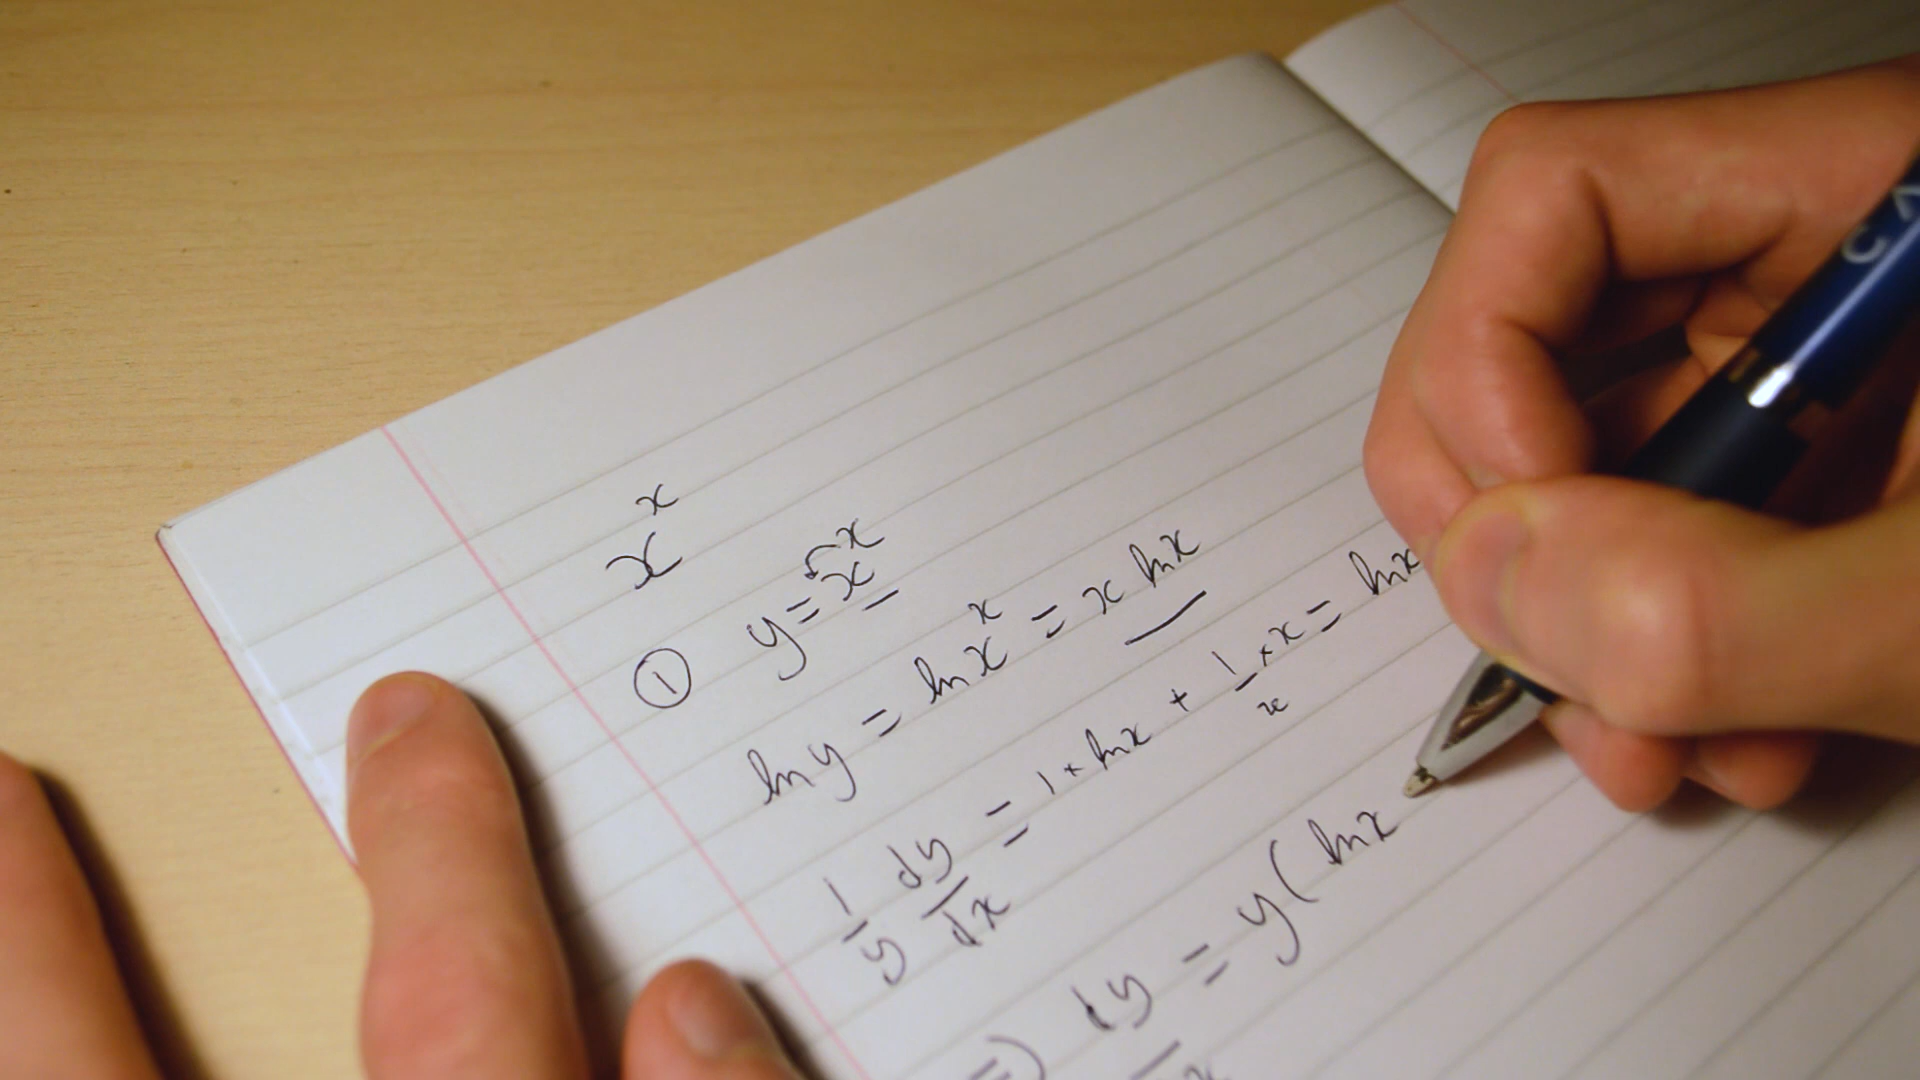 x^x
① y = x^x
ln y = ln x^x = x ln x
1/y dy/dx = 1 × ln x + 1/x × x = ln x
⇒ dy/dx = y ( ln x